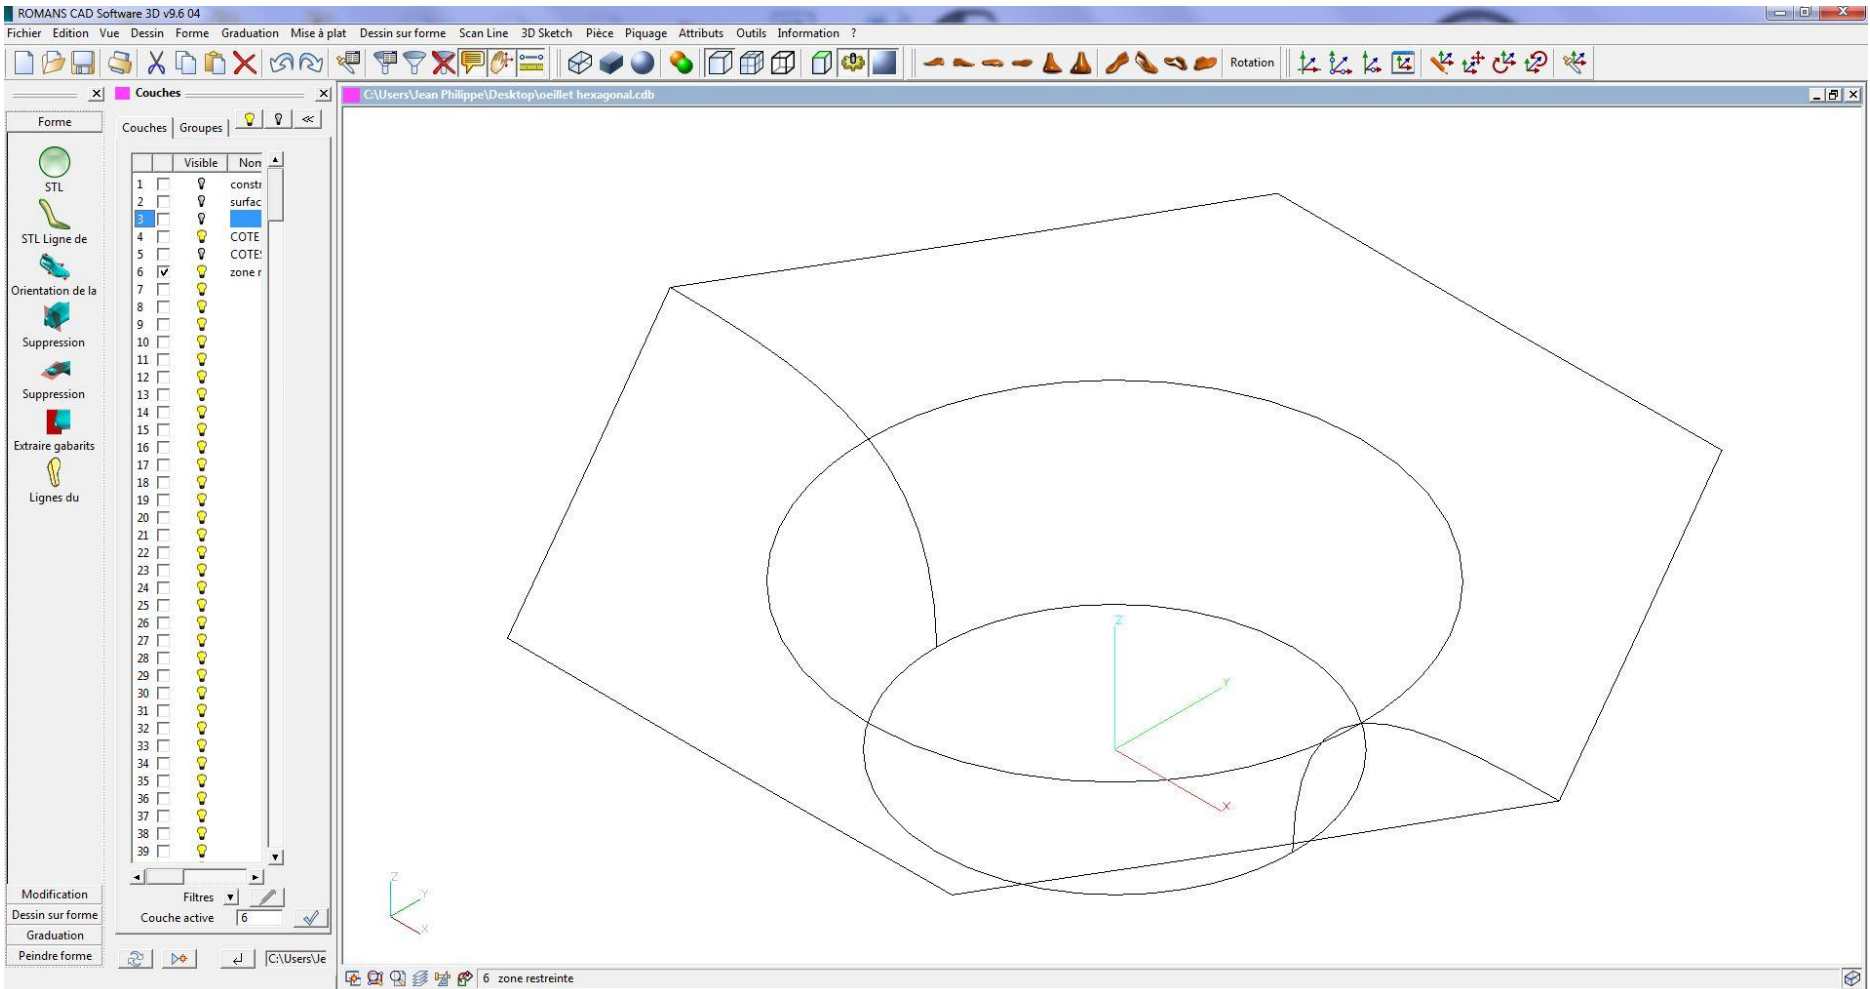 ROMANS CAD Software 3D v9.6 04
Fichier Edition Vue Dessin Forme Graduation Mise à plat Dessin sur forme Scan Line 3D Sketch Pièce Piquage Attributs Outils Information ?
Rotation
Couches
C:\Users\Jean Philippe\Desktop\oeillet hexagonal.cdb
Forme
Couches Groupes
Visible Nom
STL
STL Ligne de
Orientation de la
Suppression
Suppression
Extraire gabarits
Lignes du
1 constr
2 surfac
3
4 COTE
5 COTES
6 zone r
7
8
9
10
11
12
13
14
15
16
17
18
19
20
21
22
23
24
25
26
27
28
29
30
31
32
33
34
35
36
37
38
39
Z
Y
X
Z
Y
X
Filtres
Couche active 6
Modification
Dessin sur forme
Graduation
Peindre forme
C:\Users\Je
6 zone restreinte